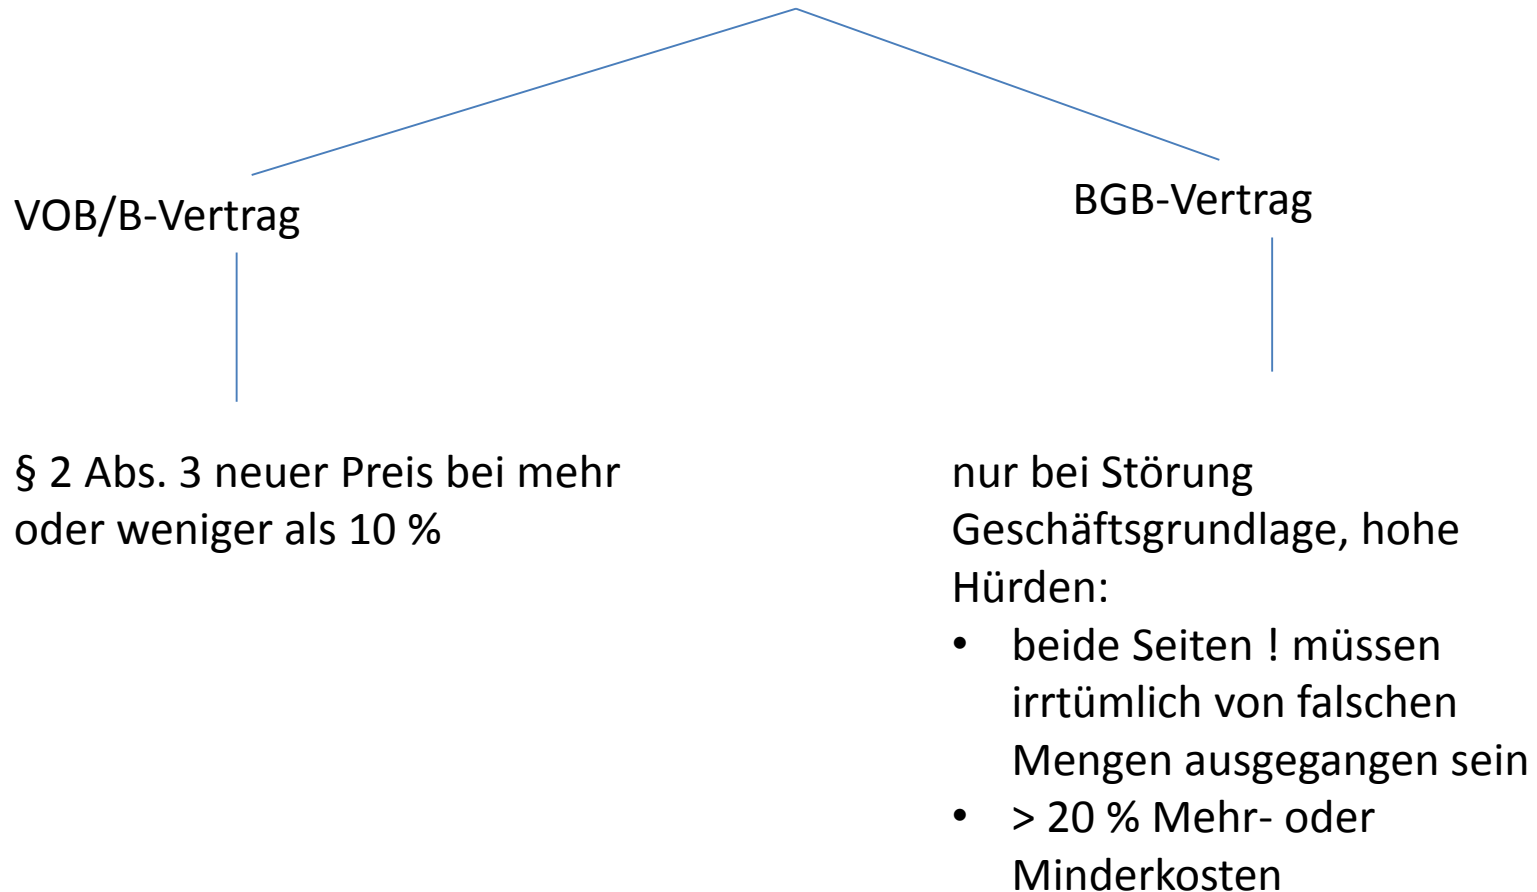 VOB/B-Vertrag
BGB-Vertrag
§ 2 Abs. 3 neuer Preis bei mehr
oder weniger als 10 %
nur bei Störung
Geschäftsgrundlage, hohe
Hürden:
• beide Seiten ! müssen
irrtümlich von falschen
Mengen ausgegangen sein
• > 20 % Mehr- oder
Minderkosten